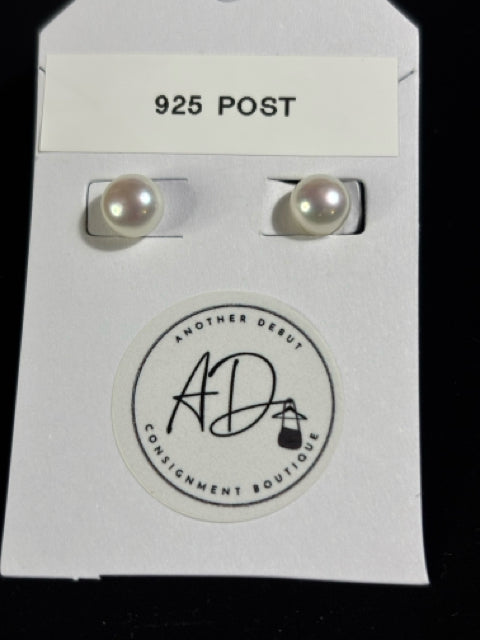 925 POST
ANOTHER DEBUT
AD
CONSIGNMENT BOUTIQUE